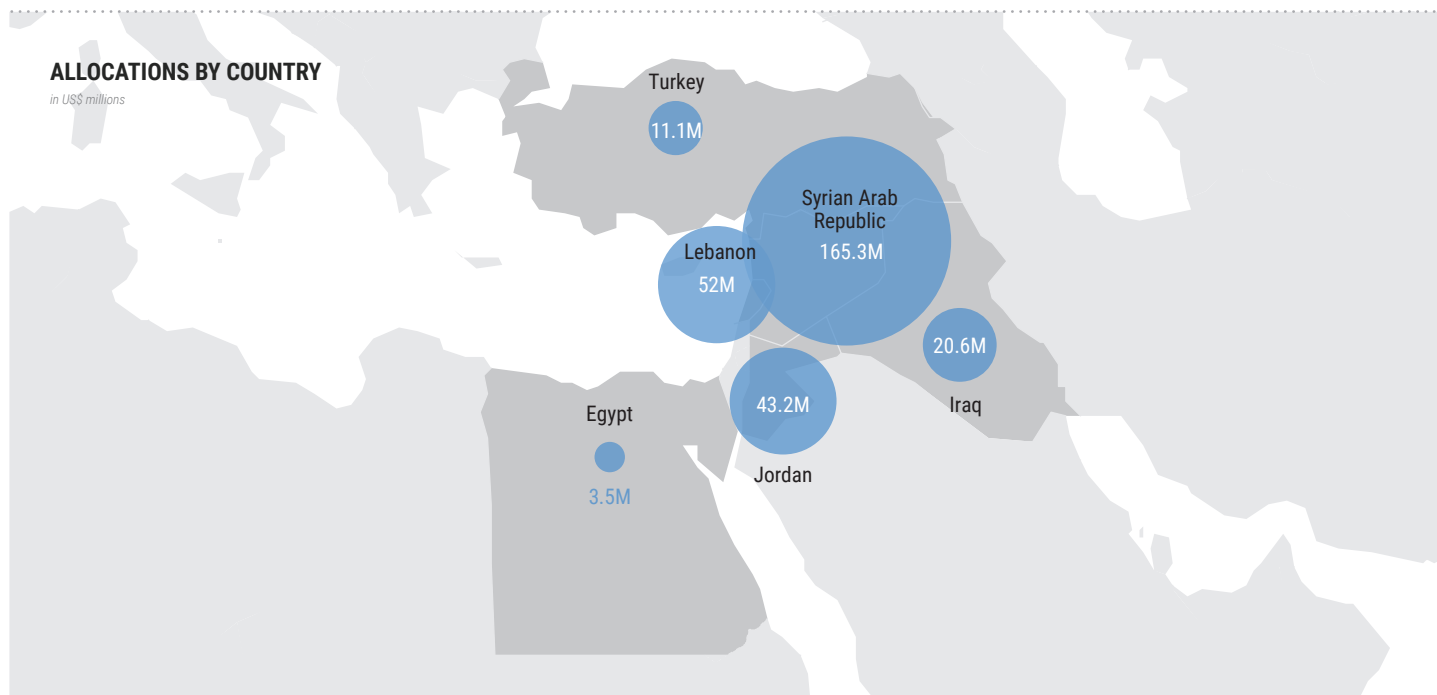 ALLOCATIONS BY COUNTRY
in US$ millions
Turkey
11.1M
Syrian Arab
Republic
165.3M
Lebanon
52M
20.6M
Iraq
43.2M
Jordan
Egypt
3.5M